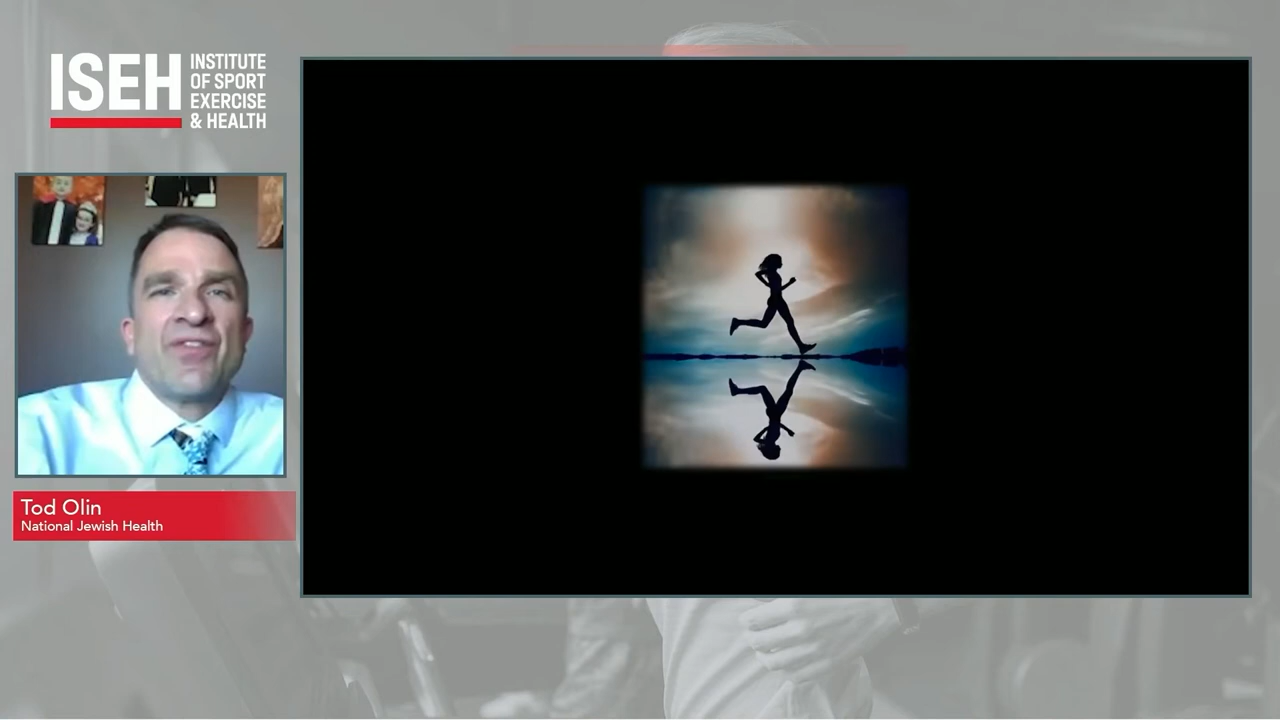 ISEH
INSTITUTE
OF SPORT
EXERCISE
& HEALTH
Tod Olin
National Jewish Health